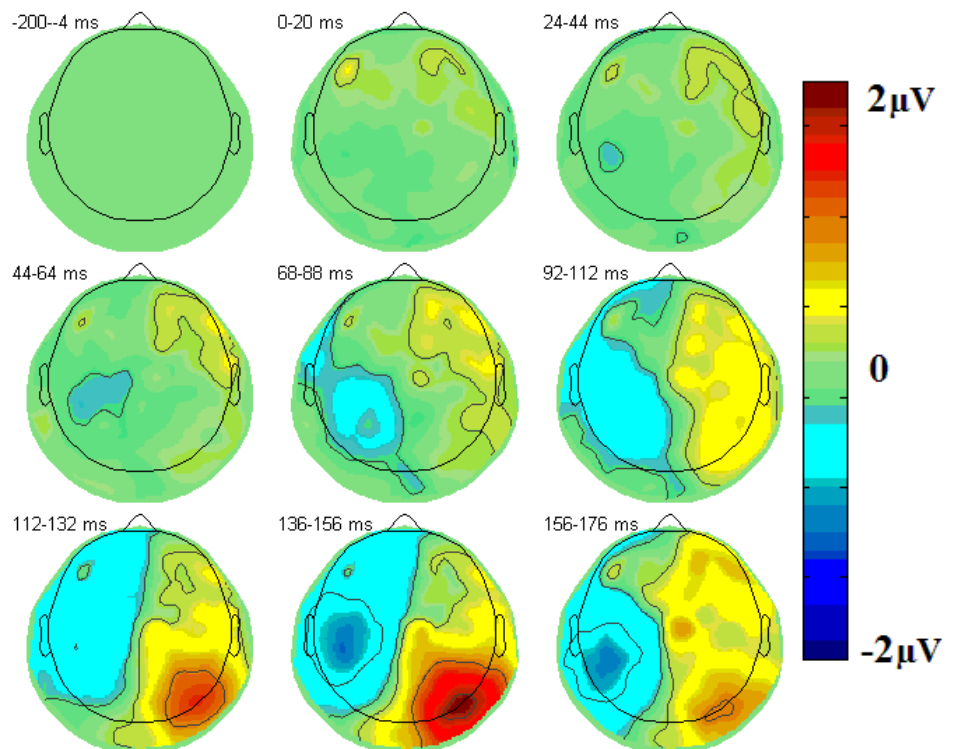 -200--4 ms
0-20 ms
24-44 ms
2μV
44-64 ms
68-88 ms
92-112 ms
0
112-132 ms
136-156 ms
156-176 ms
-2μV